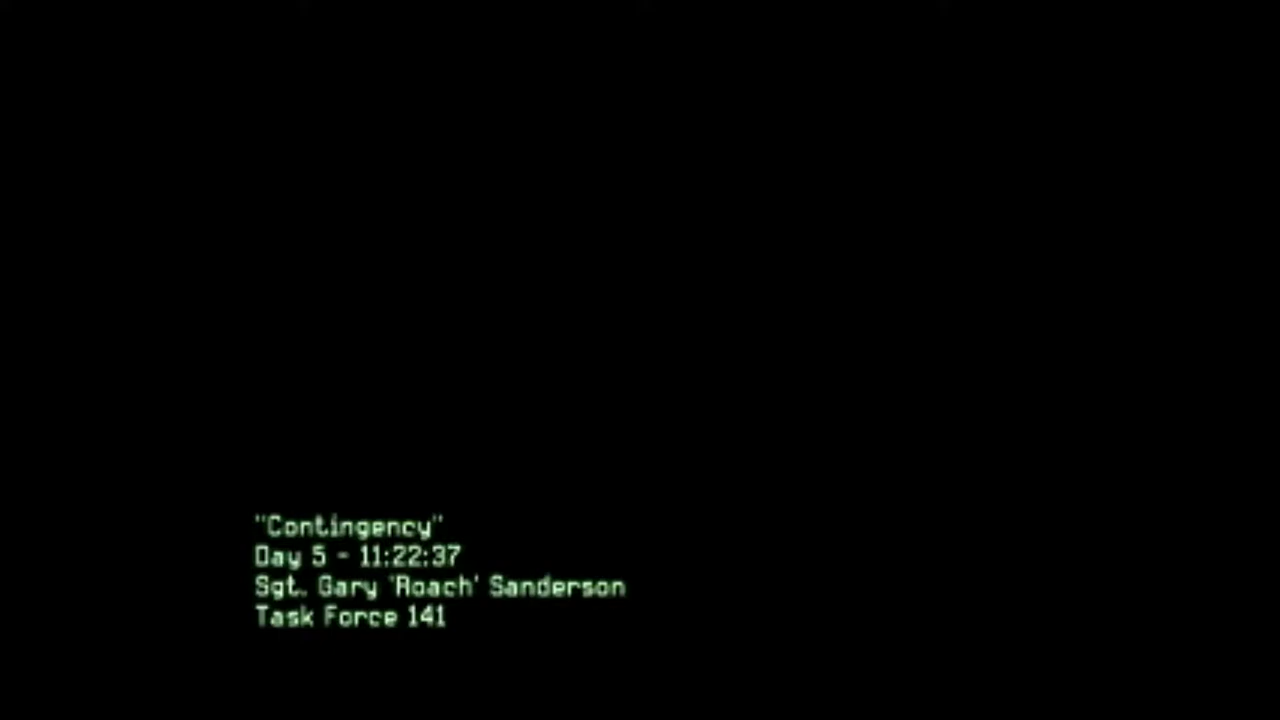 "Contingency"
Day 5 - 11:22:37
Sgt. Gary 'Roach' Sanderson
Task Force 141